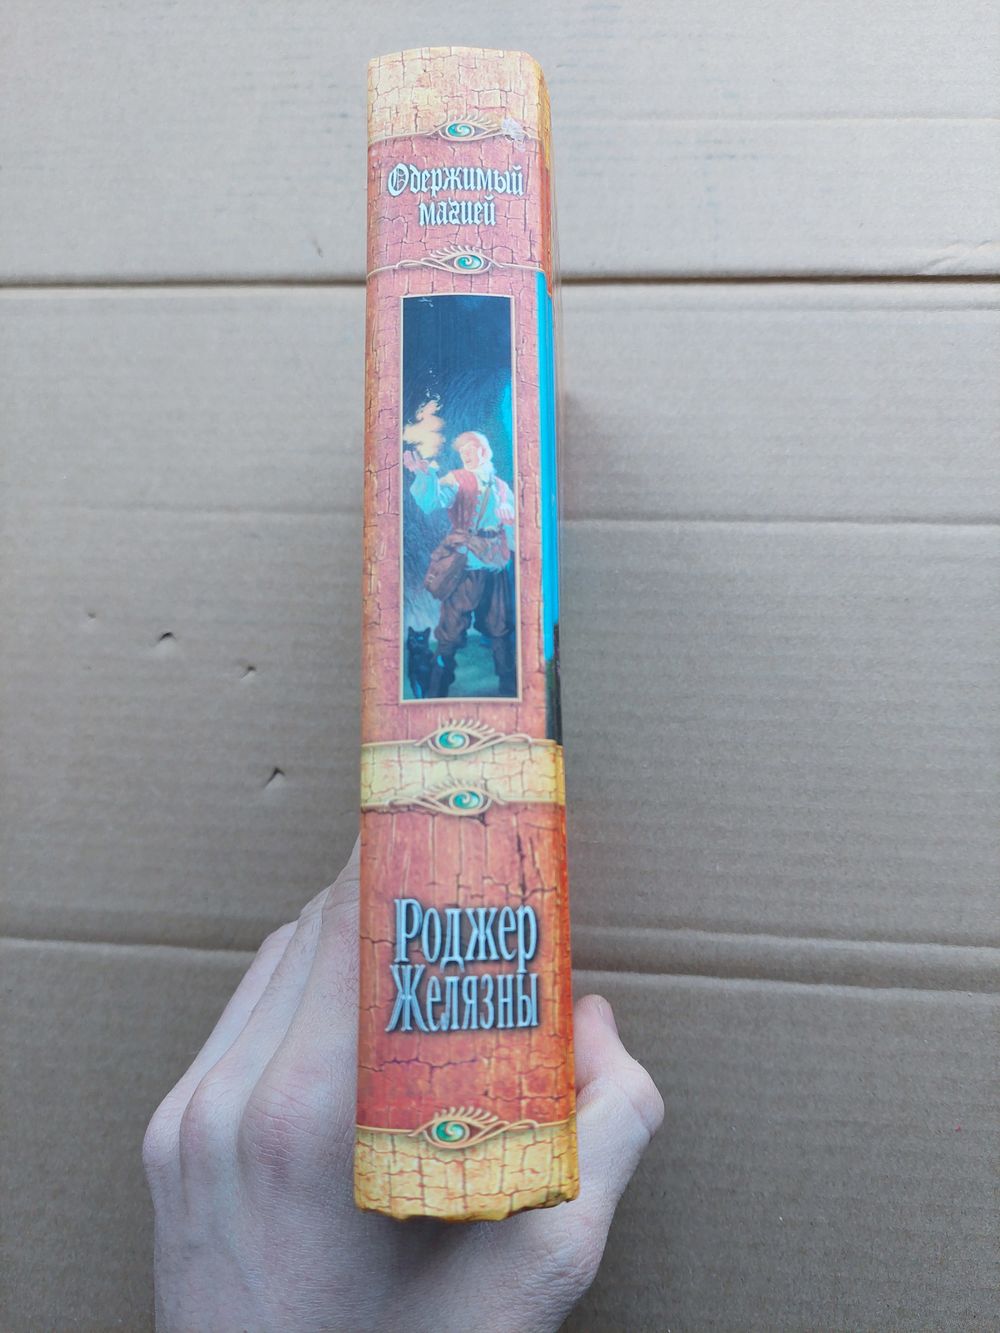 Одержимый
магией
Роджер
Желязны